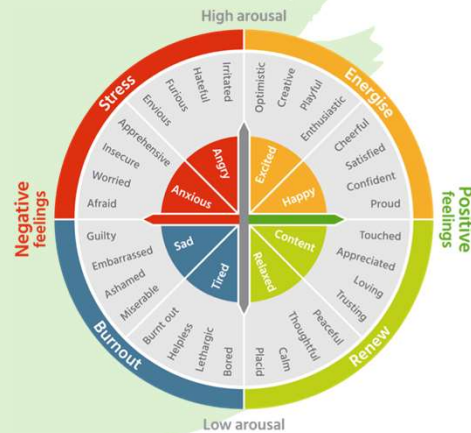 High arousal
Stress
Energise
Envious
Furious
Hateful
Irritated
Optimistic
Creative
Playful
Enthusiastic
Apprehensive
Insecure
Worried
Afraid
Angry
Anxious
Excited
Happy
Cheerful
Satisfied
Confident
Proud
Negative
feelings
Positive
feelings
Guilty
Embarrassed
Ashamed
Miserable
Sad
Tired
Content
Relaxed
Touched
Appreciated
Loving
Trusting
Burnt out
Helpless
Lethargic
Bored
Placid
Calm
Thoughtful
Peaceful
Burnout
Renew
Low arousal